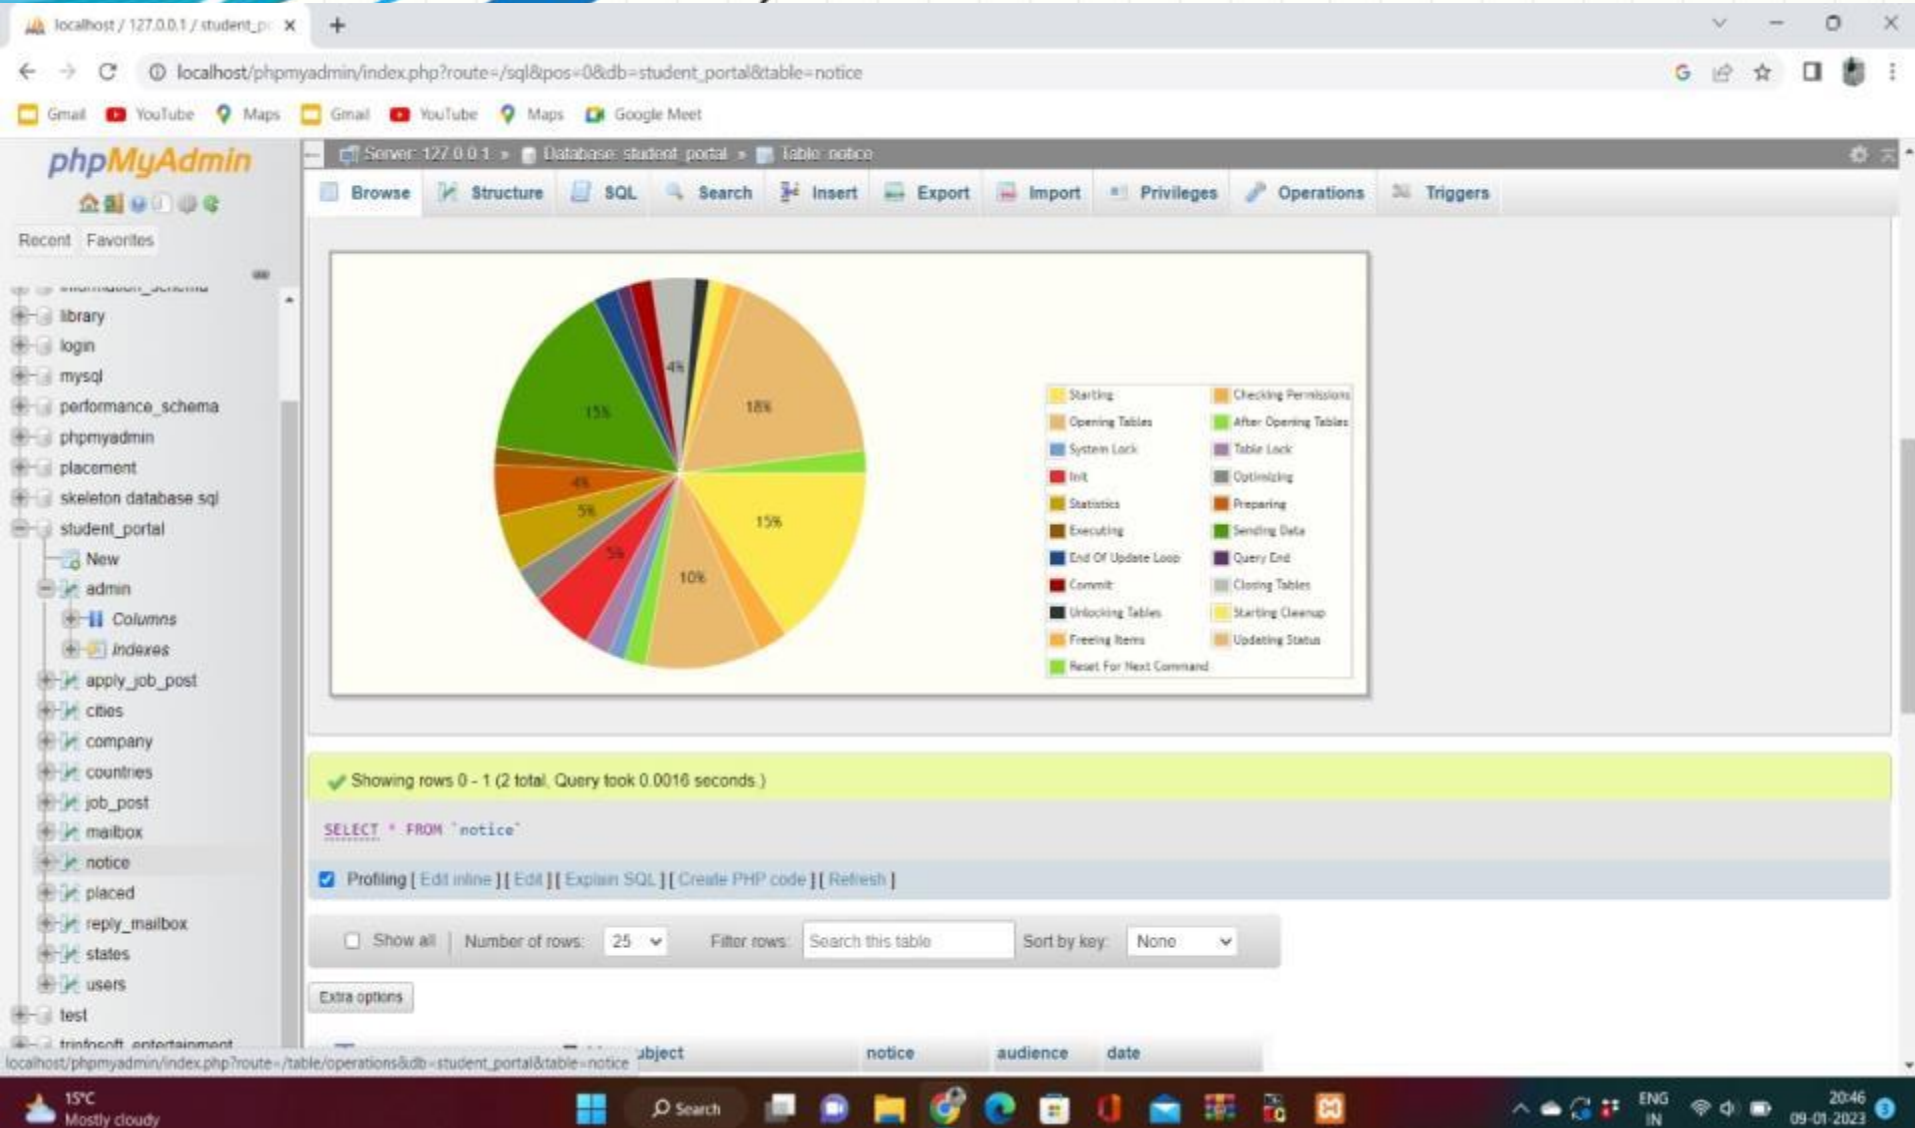 localhost / 127.0.0.1 / student_po
localhost/phpmyadmin/index.php?route=/sql&pos=0&db=student_portal&table=notice
Gmail YouTube Maps Gmail YouTube Maps Google Meet
phpMyAdmin
Recent Favorites
information_schema
library
login
mysql
performance_schema
phpmyadmin
placement
skeleton database sql
student_portal
New
admin
Columns
Indexes
apply_job_post
cities
company
countries
job_post
mailbox
notice
placed
reply_mailbox
states
users
test
trinfosoft_entertainment
localhost/phpmyadmin/index.php?route=/table/operations&db=student_portal&table=notice
Server: 127.0.0.1 » Database: student_portal » Table: notice
Browse Structure SQL Search Insert Export Import Privileges Operations Triggers
4%
18%
15%
4%
5%
15%
5%
10%
Starting Checking Permissions
Opening Tables After Opening Tables
System Lock Table Lock
Init Optimizing
Statistics Preparing
Executing Sending Data
End Of Update Loop Query End
Commit Closing Tables
Unlocking Tables Starting Cleanup
Freeing Items Updating Status
Reset For Next Command
Showing rows 0 - 1 (2 total, Query took 0.0016 seconds.)
SELECT * FROM `notice`
Profiling [ Edit inline ] [ Edit ] [ Explain SQL ] [ Create PHP code ] [ Refresh ]
Show all Number of rows: 25 Filter rows: Search this table Sort by key: None
Extra options
ubject notice audience date
15°C
Mostly cloudy
Search
ENG
IN
20:46
09-01-2023
3